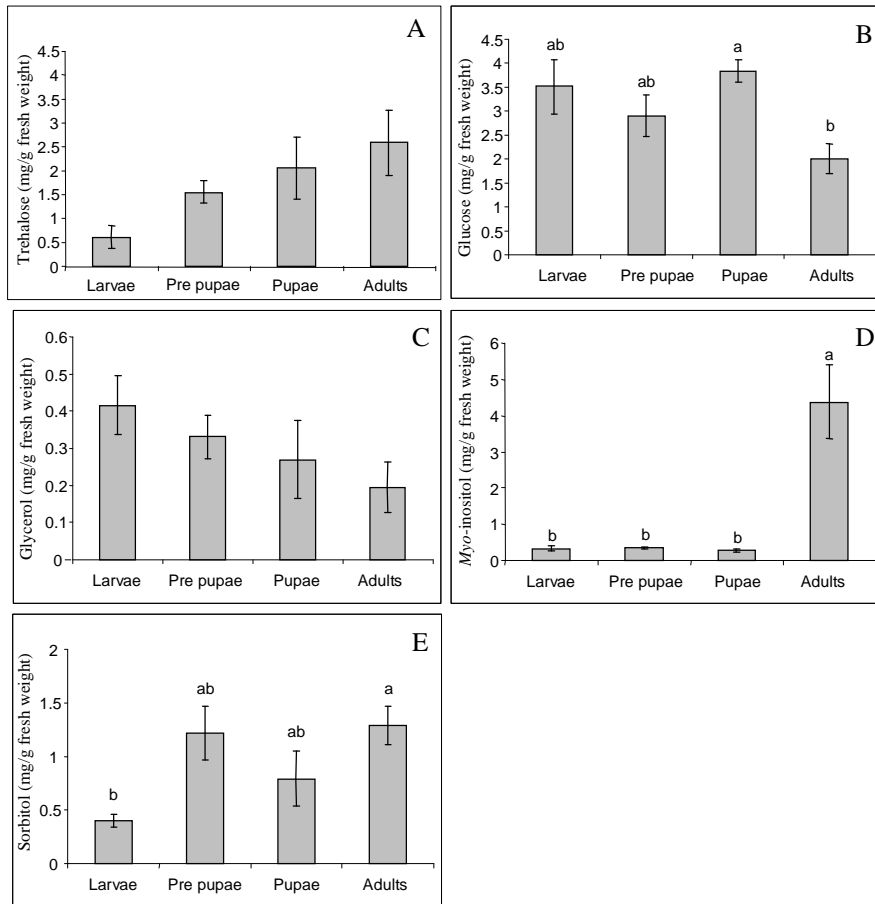 A
Trehalose (mg/g fresh weight)
4.5
4
3.5
3
2.5
2
1.5
1
0.5
0
Larvae Pre pupae Pupae Adults
B
Glucose (mg/g fresh weight)
4.5
4
3.5
3
2.5
2
1.5
1
0.5
0
ab ab a b
Larvae Pre pupae Pupae Adults
C
Glycerol (mg/g fresh weight)
0.6
0.5
0.4
0.3
0.2
0.1
0
Larvae Pre pupae Pupae Adults
D
Myo-inositol (mg/g fresh weight)
6
5
4
3
2
1
0
b b b a
Larvae Pre pupae Pupae Adults
E
Sorbitol (mg/g fresh weight)
2
1.5
1
0.5
0
b ab ab a
Larvae Pre pupae Pupae Adults